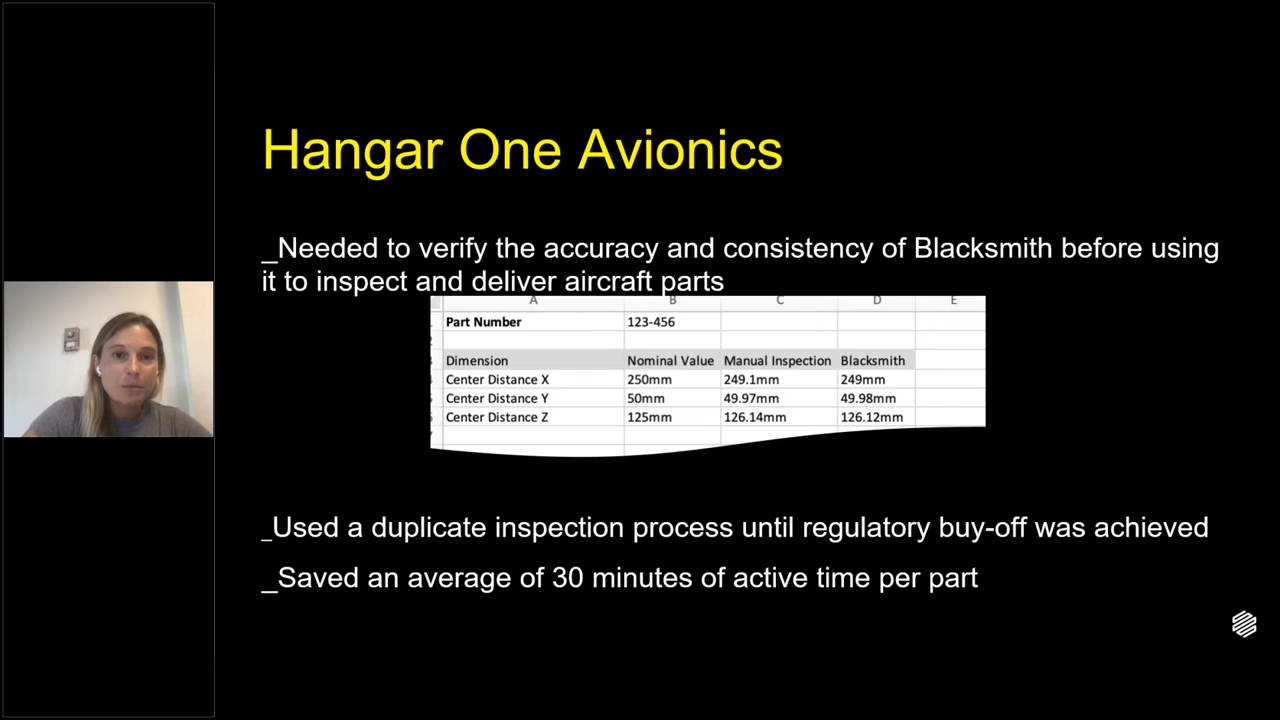 Hangar One Avionics
_Needed to verify the accuracy and consistency of Blacksmith before using
it to inspect and deliver aircraft parts
A B C D E
Part Number 123-456
Dimension Nominal Value Manual Inspection Blacksmith
Center Distance X 250mm 249.1mm 249mm
Center Distance Y 50mm 49.97mm 49.98mm
Center Distance Z 125mm 126.14mm 126.12mm
_Used a duplicate inspection process until regulatory buy-off was achieved
_Saved an average of 30 minutes of active time per part